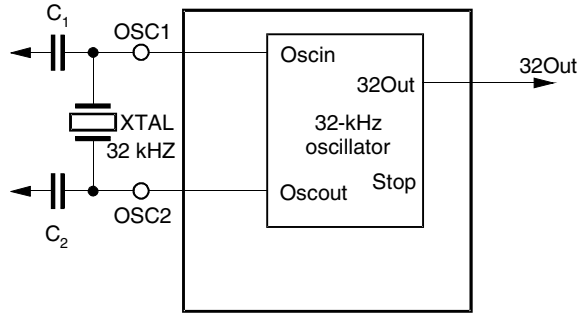 C1
OSC1
Oscin
32Out
32Out
XTAL
32 kHZ
32-kHz
oscillator
Stop
Oscout
OSC2
C2